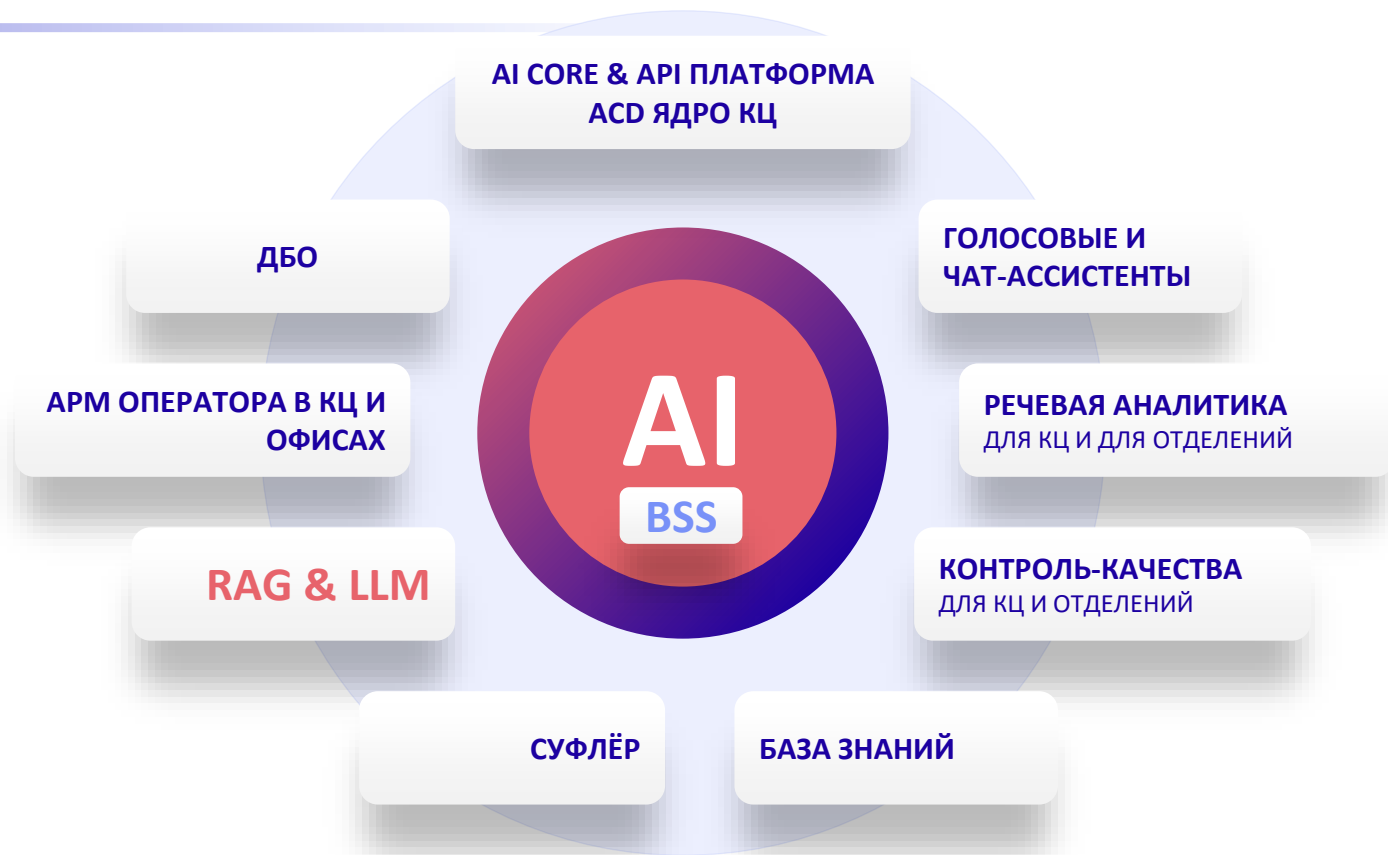 AI CORE & API ПЛАТФОРМА
ACD ЯДРО КЦ
ДБО
ГОЛОСОВЫЕ И
ЧАТ-АССИСТЕНТЫ
АРМ ОПЕРАТОРА В КЦ И
ОФИСАХ
AI
BSS
РЕЧЕВАЯ АНАЛИТИКА
ДЛЯ КЦ И ДЛЯ ОТДЕЛЕНИЙ
RAG & LLM
КОНТРОЛЬ-КАЧЕСТВА
ДЛЯ КЦ И ОТДЕЛЕНИЙ
СУФЛЁР
БАЗА ЗНАНИЙ